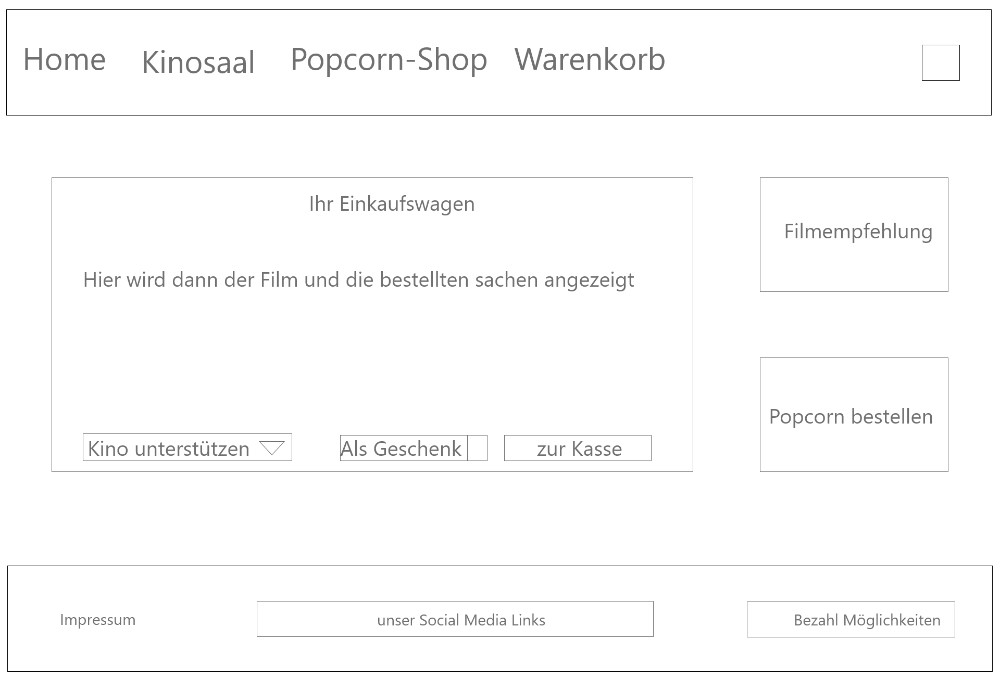 Home Kinosaal Popcorn-Shop Warenkorb
Ihr Einkaufswagen
Hier wird dann der Film und die bestellten sachen angezeigt
Kino unterstützen
Als Geschenk
zur Kasse
Filmempfehlung
Popcorn bestellen
Impressum
unser Social Media Links
Bezahl Möglichkeiten